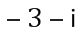 – 3 – i